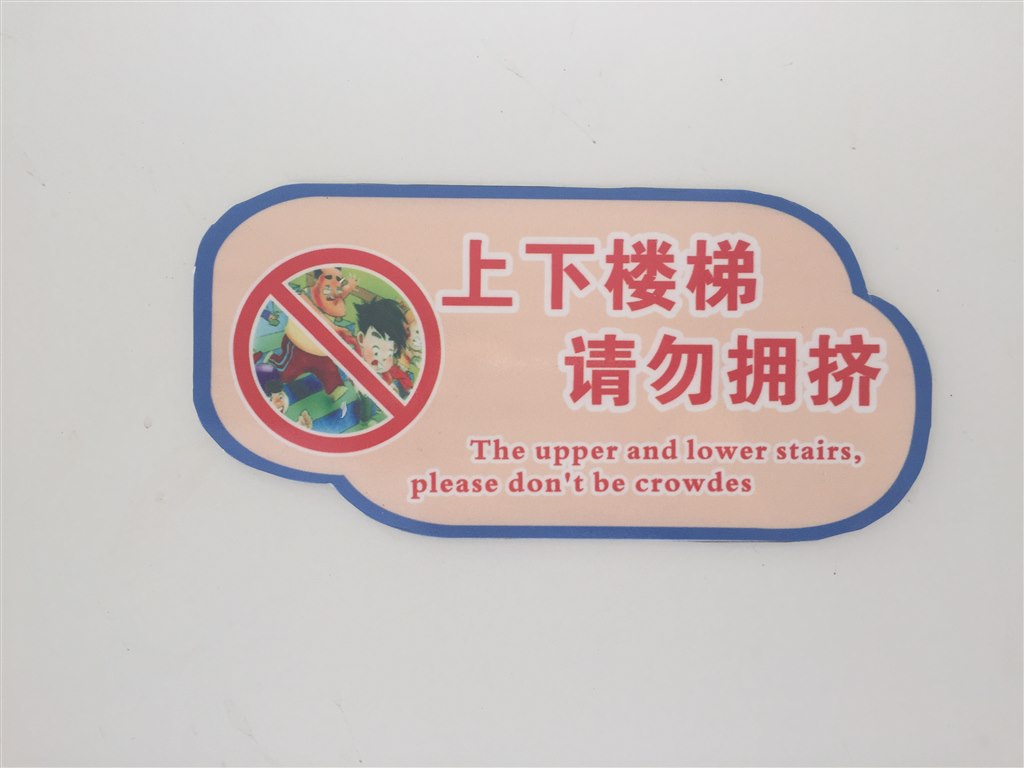 上下楼梯
请勿拥挤
The upper and lower stairs,
please don't be crowdes